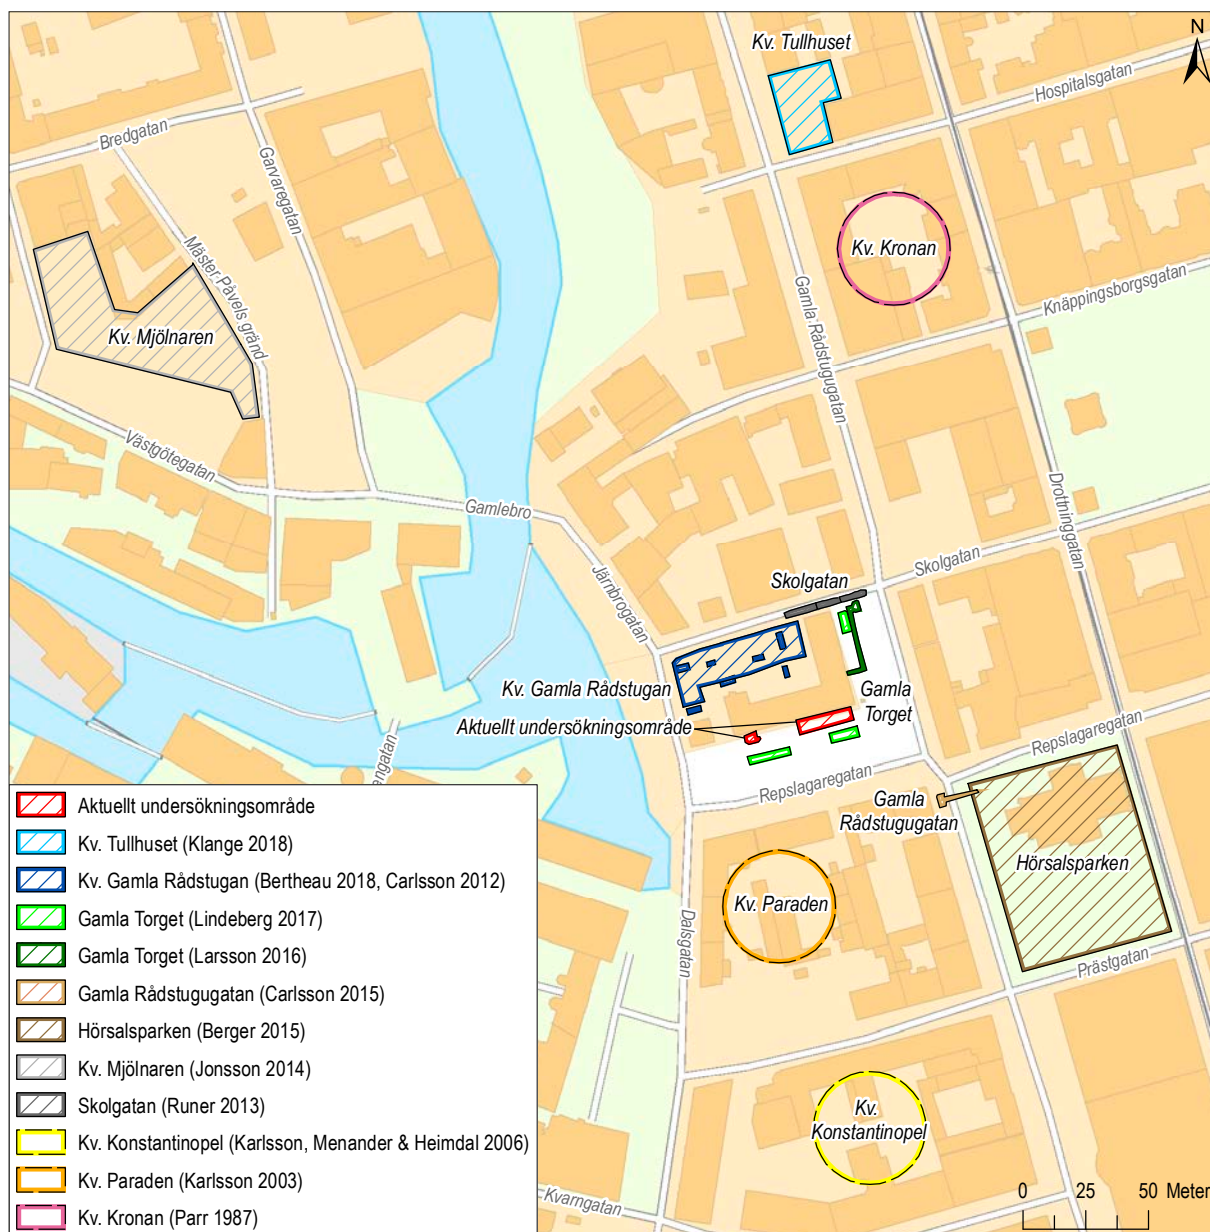 Kv. Tullhuset
N
Hospitalsgatan
Bredgatan
Garvaregatan
Kv. Kronan
Mäster Påvels gränd
Knäppingsborgsgatan
Gamla Rådstugugatan
Kv. Mjölnaren
Västgötegatan
Gamlebro
Drottninggatan
Skolgatan
Skolgatan
Järnbrogatan
Kv. Gamla Rådstugan
Gamla
Torget
Aktuellt undersökningsområde
Repslagaregatan
Repslagaregatan
engatan
Gamla
Rådstugugatan
Hörsalsparken
Kv. Paraden
Dalsgatan
Prästgatan
Kv.
Konstantinopel
Kvarngatan
0 25 50 Meter
Aktuellt undersökningsområde
Kv. Tullhuset (Klange 2018)
Kv. Gamla Rådstugan (Bertheau 2018, Carlsson 2012)
Gamla Torget (Lindeberg 2017)
Gamla Torget (Larsson 2016)
Gamla Rådstugugatan (Carlsson 2015)
Hörsalsparken (Berger 2015)
Kv. Mjölnaren (Jonsson 2014)
Skolgatan (Runer 2013)
Kv. Konstantinopel (Karlsson, Menander & Heimdal 2006)
Kv. Paraden (Karlsson 2003)
Kv. Kronan (Parr 1987)